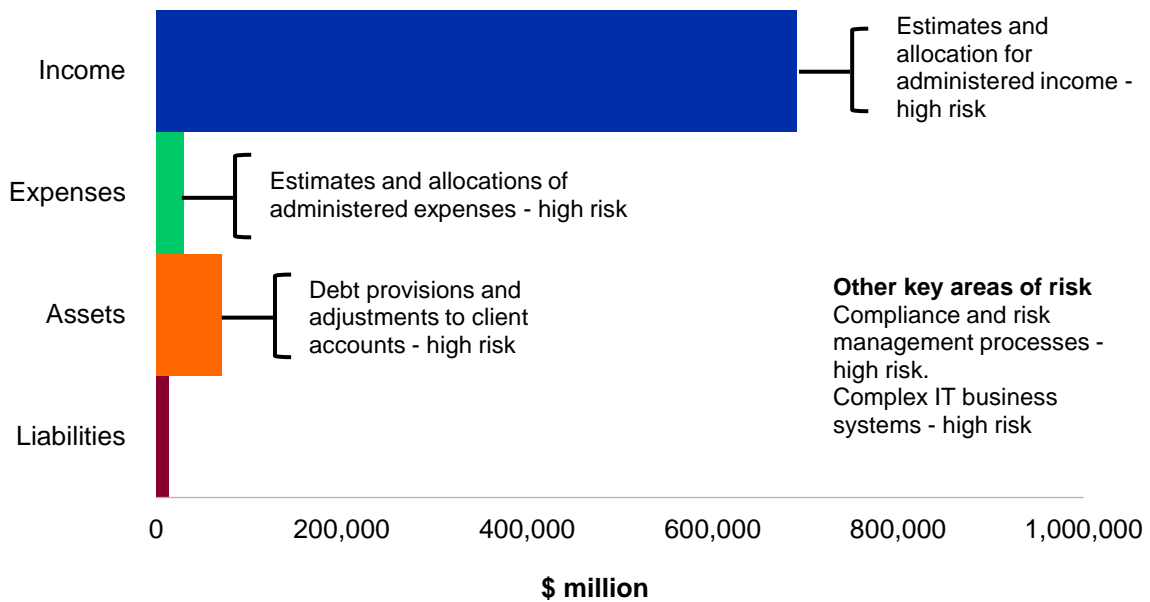 Income
Estimates and
allocation for
administered income -
high risk
Expenses
Estimates and allocations of
administered expenses - high risk
Assets
Debt provisions and
adjustments to client
accounts - high risk
Other key areas of risk
Compliance and risk
management processes -
high risk.
Complex IT business
systems - high risk
Liabilities
0 200,000 400,000 600,000 800,000 1,000,000
$ million